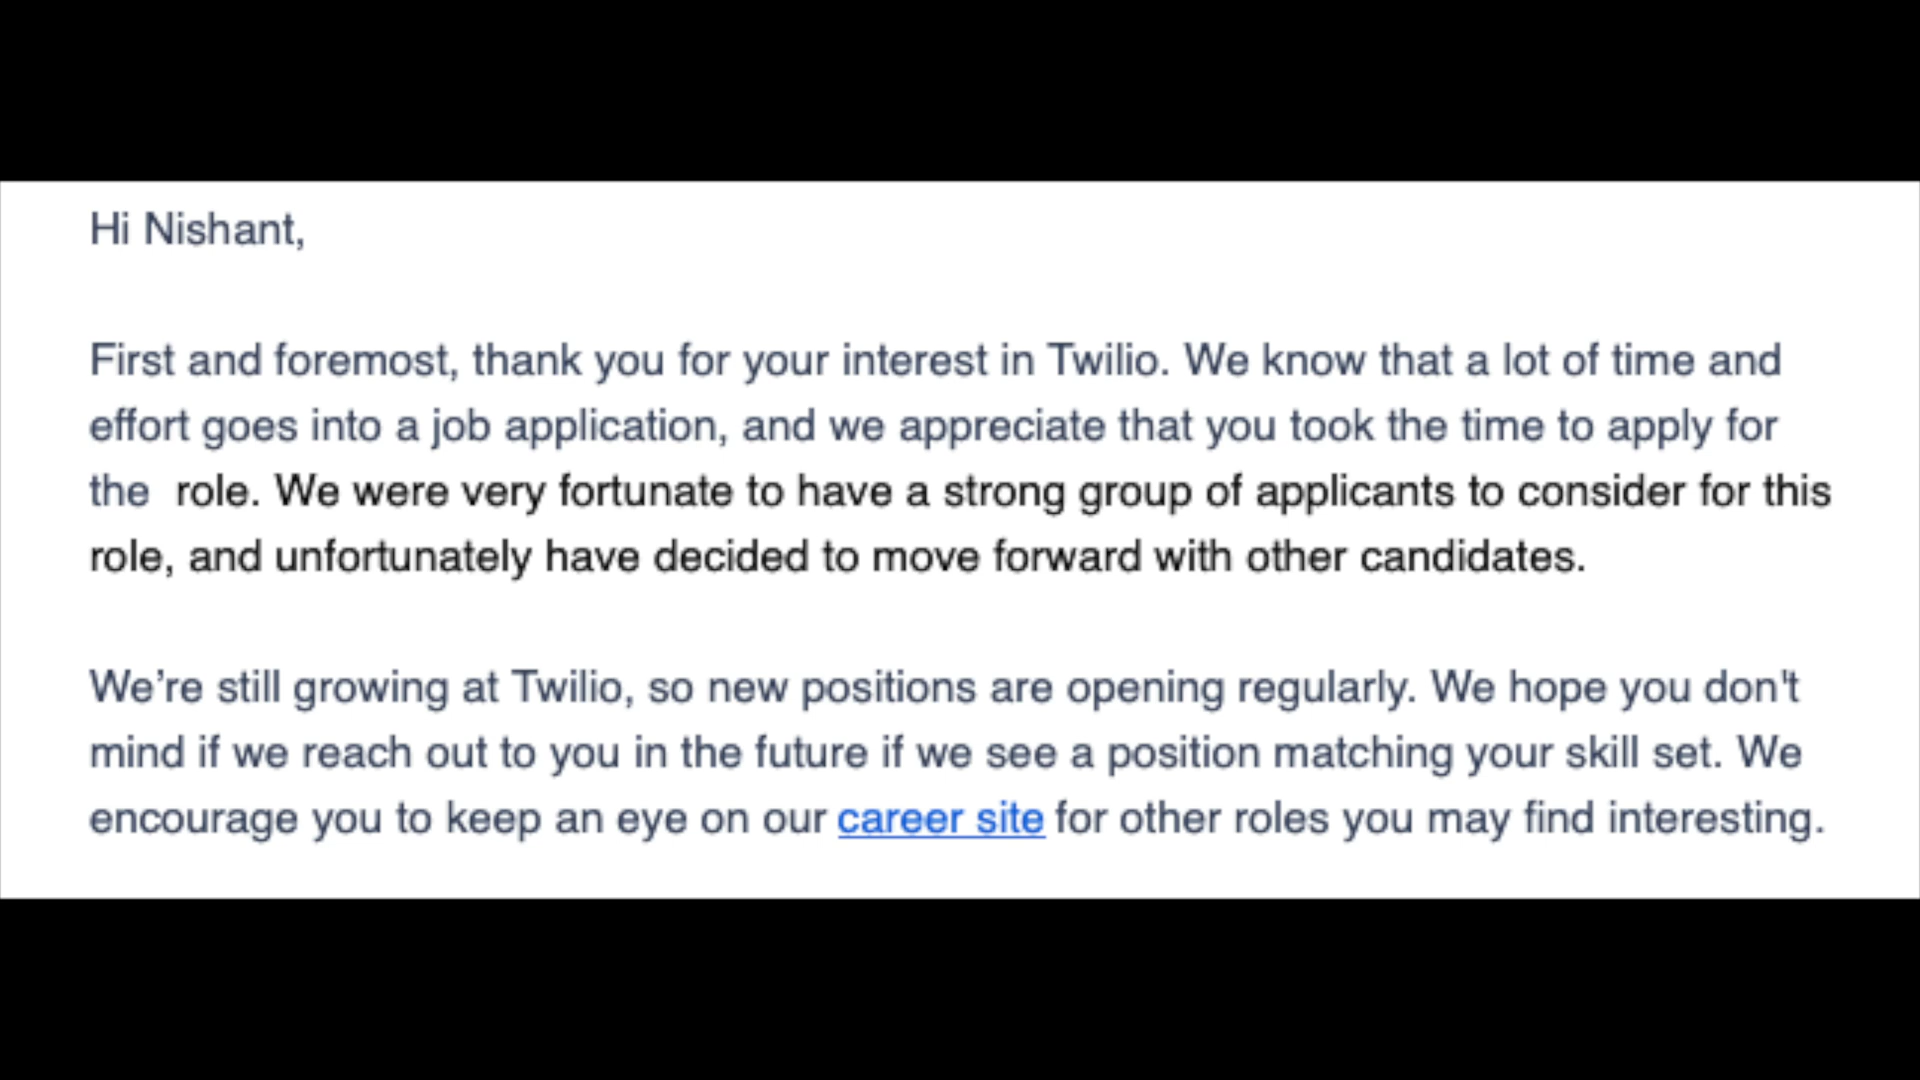 Hi Nishant,
First and foremost, thank you for your interest in Twilio. We know that a lot of time and
effort goes into a job application, and we appreciate that you took the time to apply for
the  role. We were very fortunate to have a strong group of applicants to consider for this
role, and unfortunately have decided to move forward with other candidates.
We’re still growing at Twilio, so new positions are opening regularly. We hope you don't
mind if we reach out to you in the future if we see a position matching your skill set. We
encourage you to keep an eye on our career site for other roles you may find interesting.